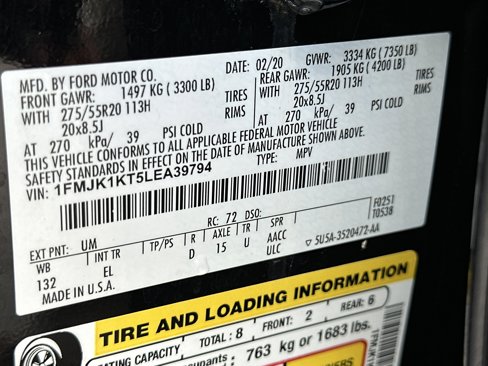 MFD. BY FORD MOTOR CO.
DATE: 02/20 GVWR: 3334 KG (7350 LB)
FRONT GAWR: 1497 KG (3300 LB) REAR GAWR: 1905 KG (4200 LB)
WITH 275/55R20 113H TIRES 275/55R20 113H TIRES
20x8.5J RIMS 20x8.5J RIMS
AT 270 kPa/ 39 PSI COLD AT 270 kPa/ 39 PSI COLD
THIS VEHICLE CONFORMS TO ALL APPLICABLE FEDERAL MOTOR VEHICLE
SAFETY STANDARDS IN EFFECT ON THE DATE OF MANUFACTURE SHOWN ABOVE.
VIN: 1FMJK1KT5LEA39794 TYPE: MPV
F0251
T0538
EXT PNT: UM RC: 72 DSO:
WB INT TR TP/PS R AXLE TR SPR
132 EL D 15 U AACC
ULC
5U5A-3520472-AA
MADE IN U.S.A.
TIRE AND LOADING INFORMATION
SEATING CAPACITY TOTAL: 8 FRONT: 2 REAR: 6
763 kg or 1683 lbs.